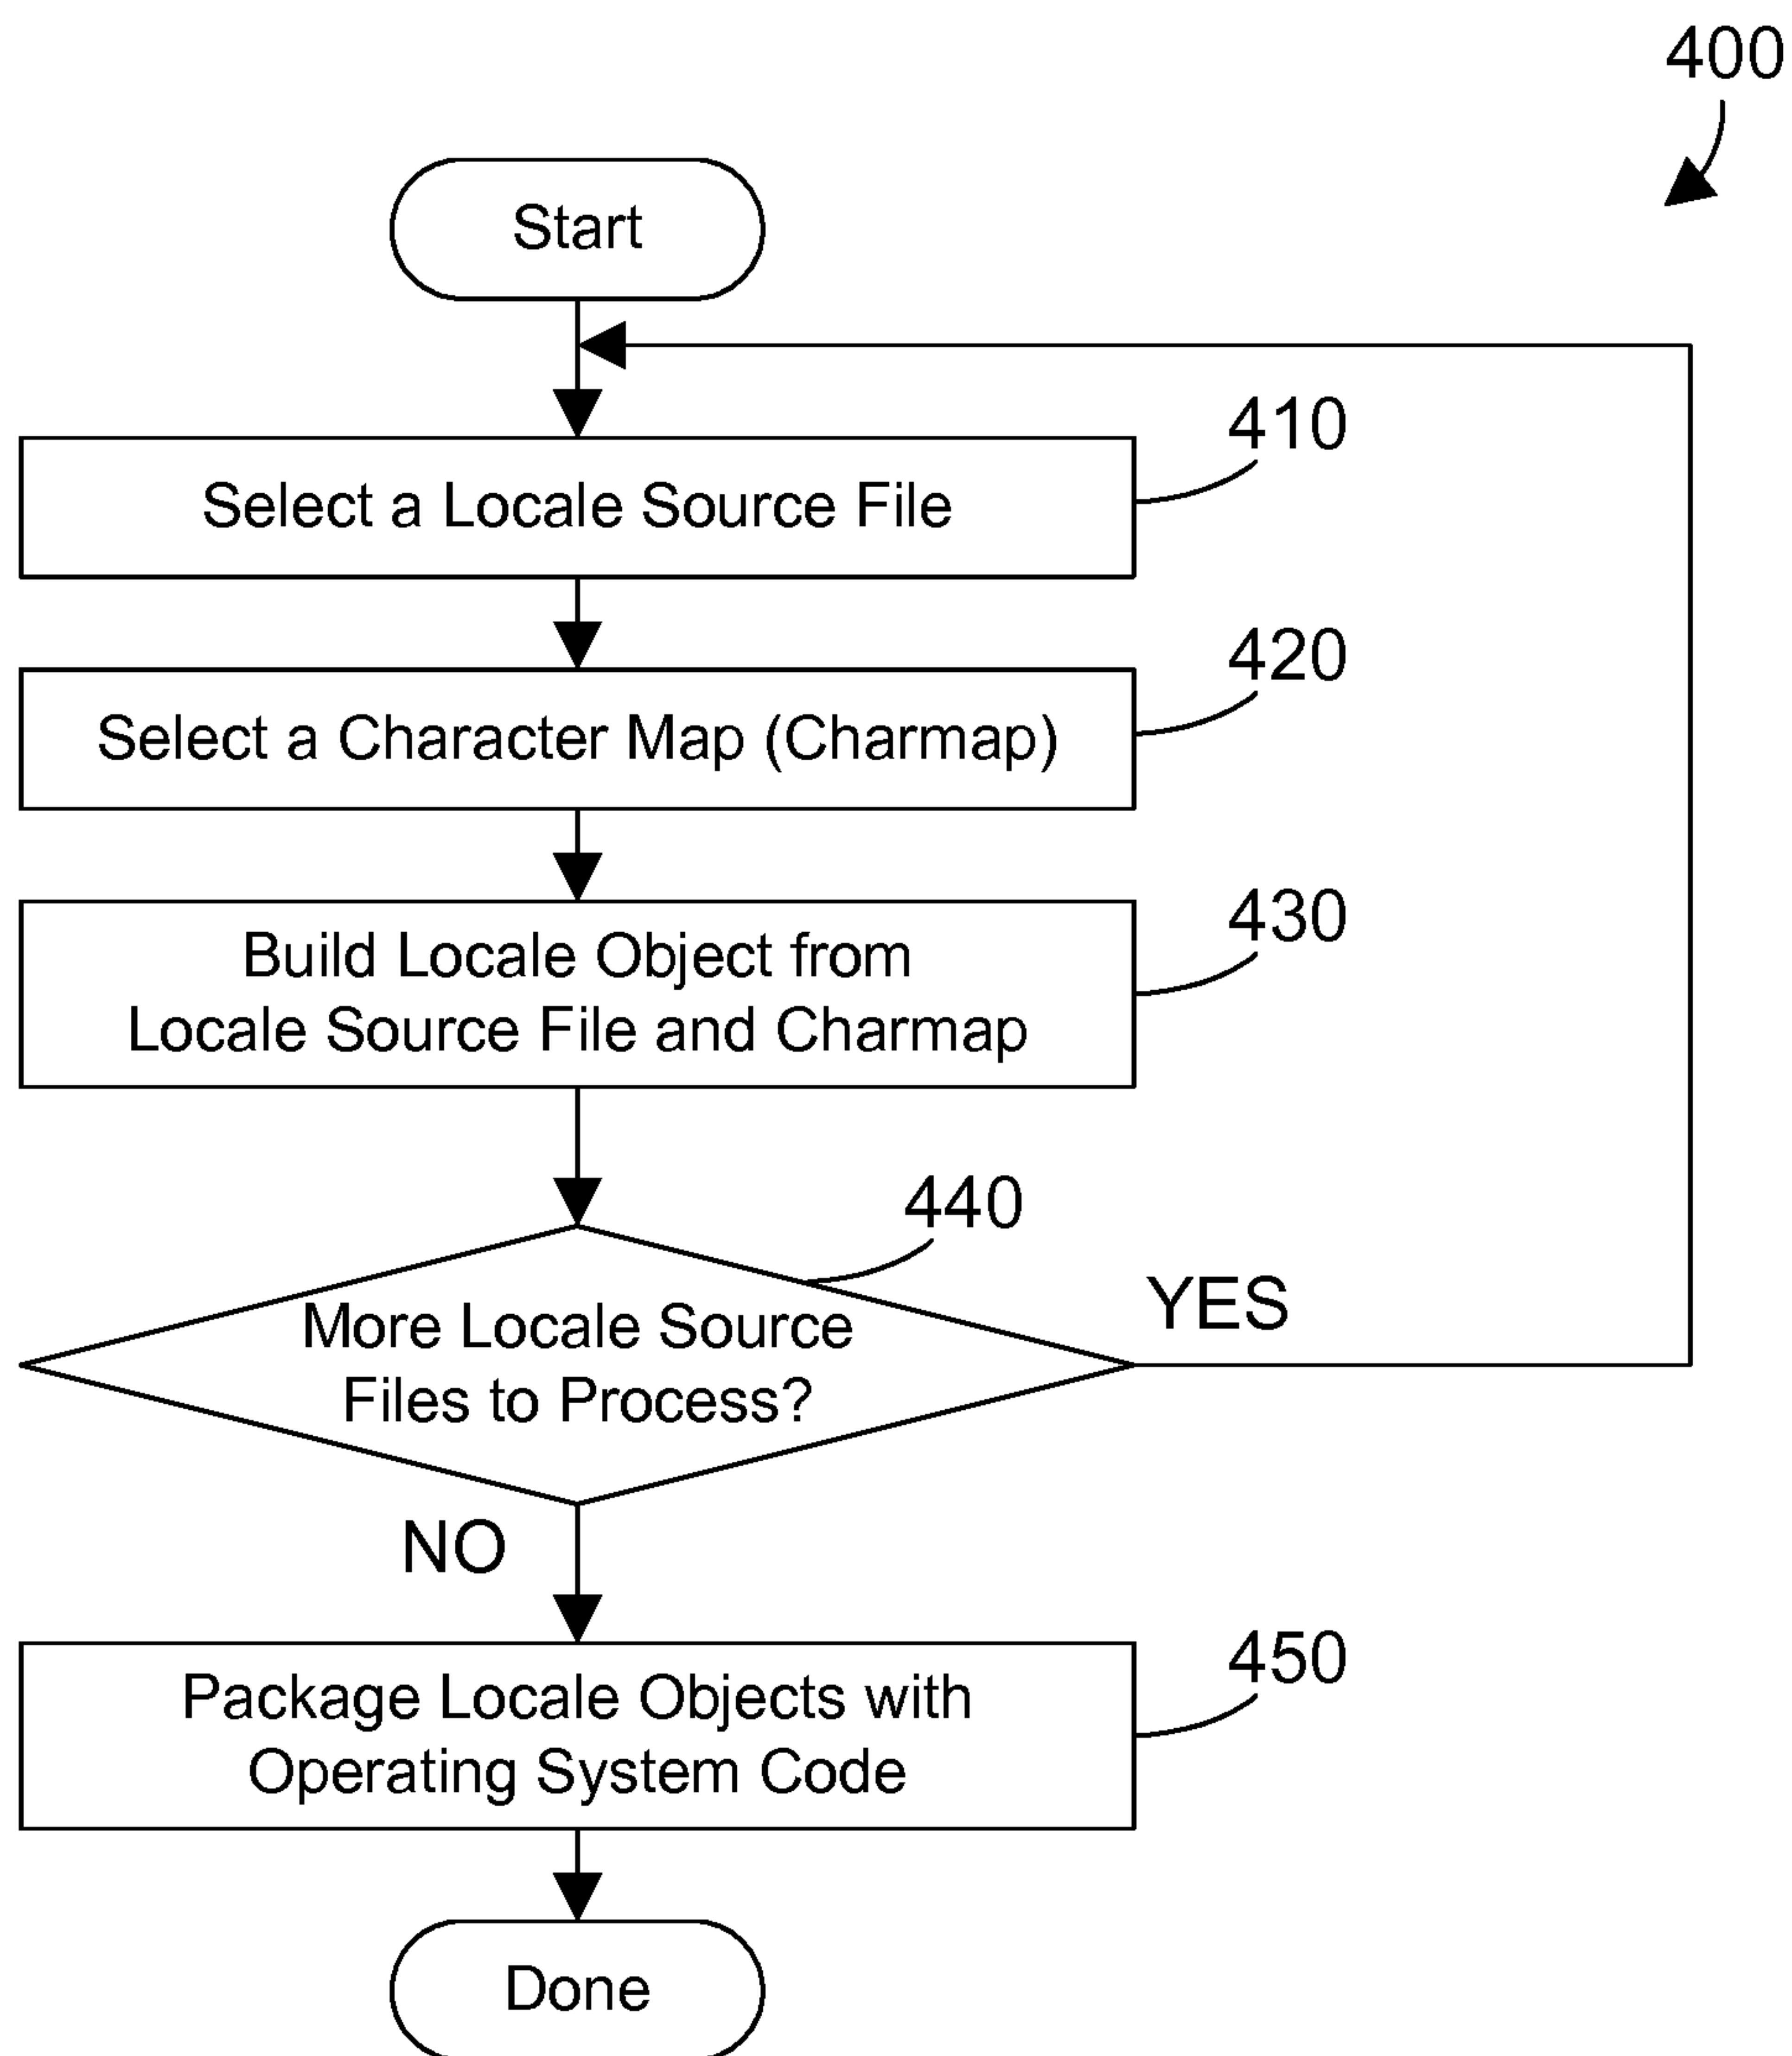 400
Start
410
Select a Locale Source File
420
Select a Character Map (Charmap)
430
Build Locale Object from
Locale Source File and Charmap
440
YES
More Locale Source
Files to Process?
NO
450
Package Locale Objects with
Operating System Code
Done